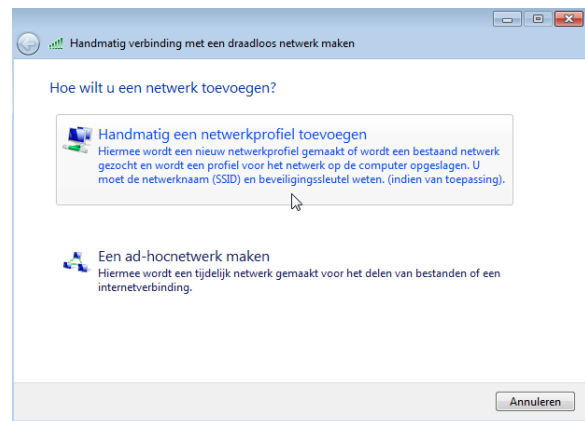 Handmatig verbinding met een draadloos netwerk maken
Hoe wilt u een netwerk toevoegen?
Handmatig een netwerkprofiel toevoegen
Hiermee wordt een nieuw netwerkprofiel gemaakt of wordt een bestaand netwerk
gezocht en wordt een profiel voor het netwerk op de computer opgeslagen. U
moet de netwerknaam (SSID) en beveiligingssleutel weten. (indien van toepassing).
Een ad-hocnetwerk maken
Hiermee wordt een tijdelijk netwerk gemaakt voor het delen van bestanden of een
internetverbinding.
Annuleren